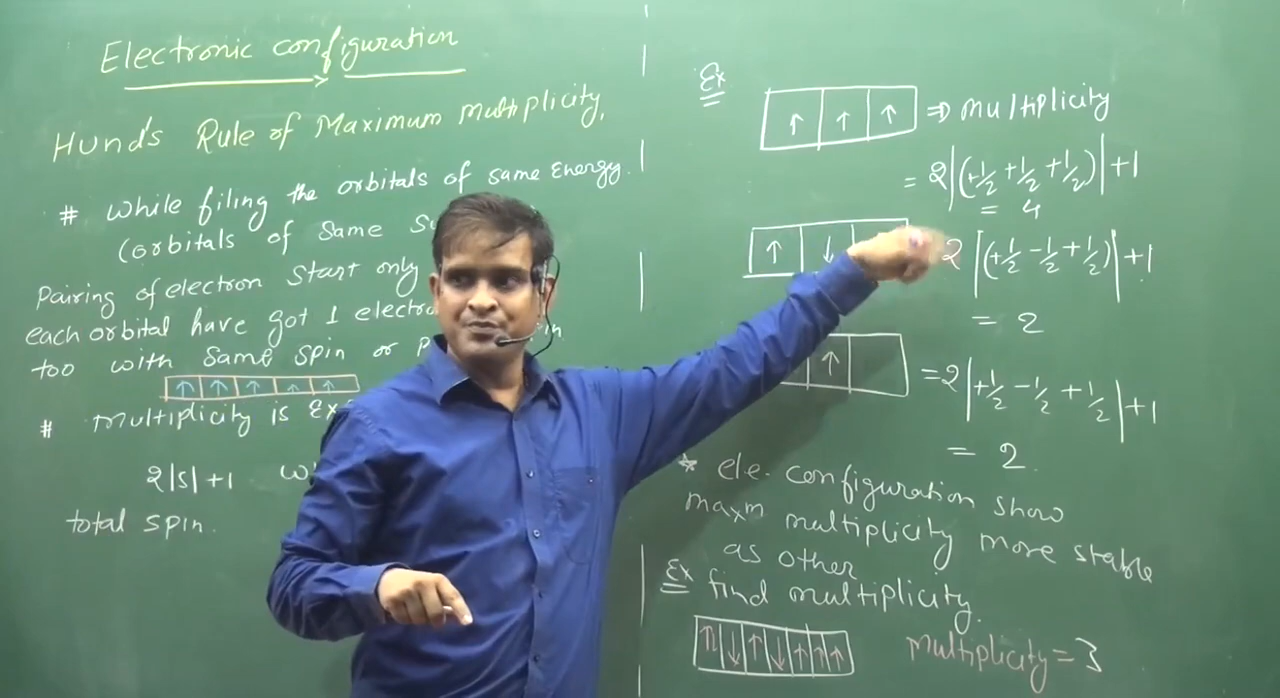 Electronic configuration
Hund's Rule of Maximum Multiplicity,
# While filing the orbitals of same Energy.
(orbitals of same
Pairing of electron start only
each orbital have got 1 electro
too with same spin or
↑ ↑ ↑ ↑ ↑
# Multiplicity is
2|s|+1
total spin.
Ex
↑ ↑ ↑ ⇒ multiplicity
= 2|(+1/2 +1/2 +1/2)|+1
= 4
↑ ↓ 2|(+1/2 -1/2 +1/2)|+1
= 2
↑ =2|+1/2 -1/2 +1/2|+1
= 2.
* ele. configuration show
maxm multiplicity more stable
as other
Ex find multiplicity.
↑↓ ↑↓ ↑ ↑ ↑ multiplicity = 3